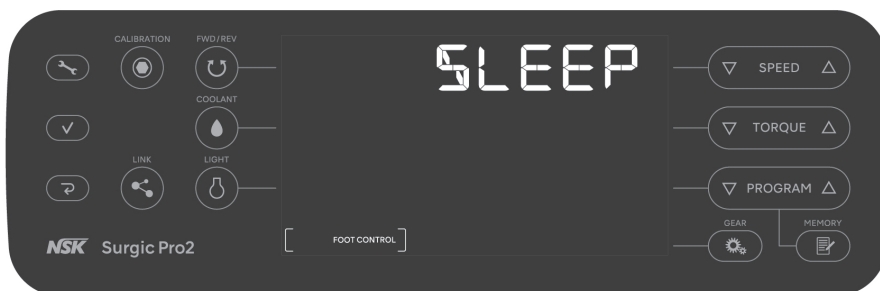 CALIBRATION
FWD/REV
SLEEP
SPEED
COOLANT
TORQUE
LINK
LIGHT
PROGRAM
GEAR
MEMORY
NSK Surgic Pro2
FOOT CONTROL